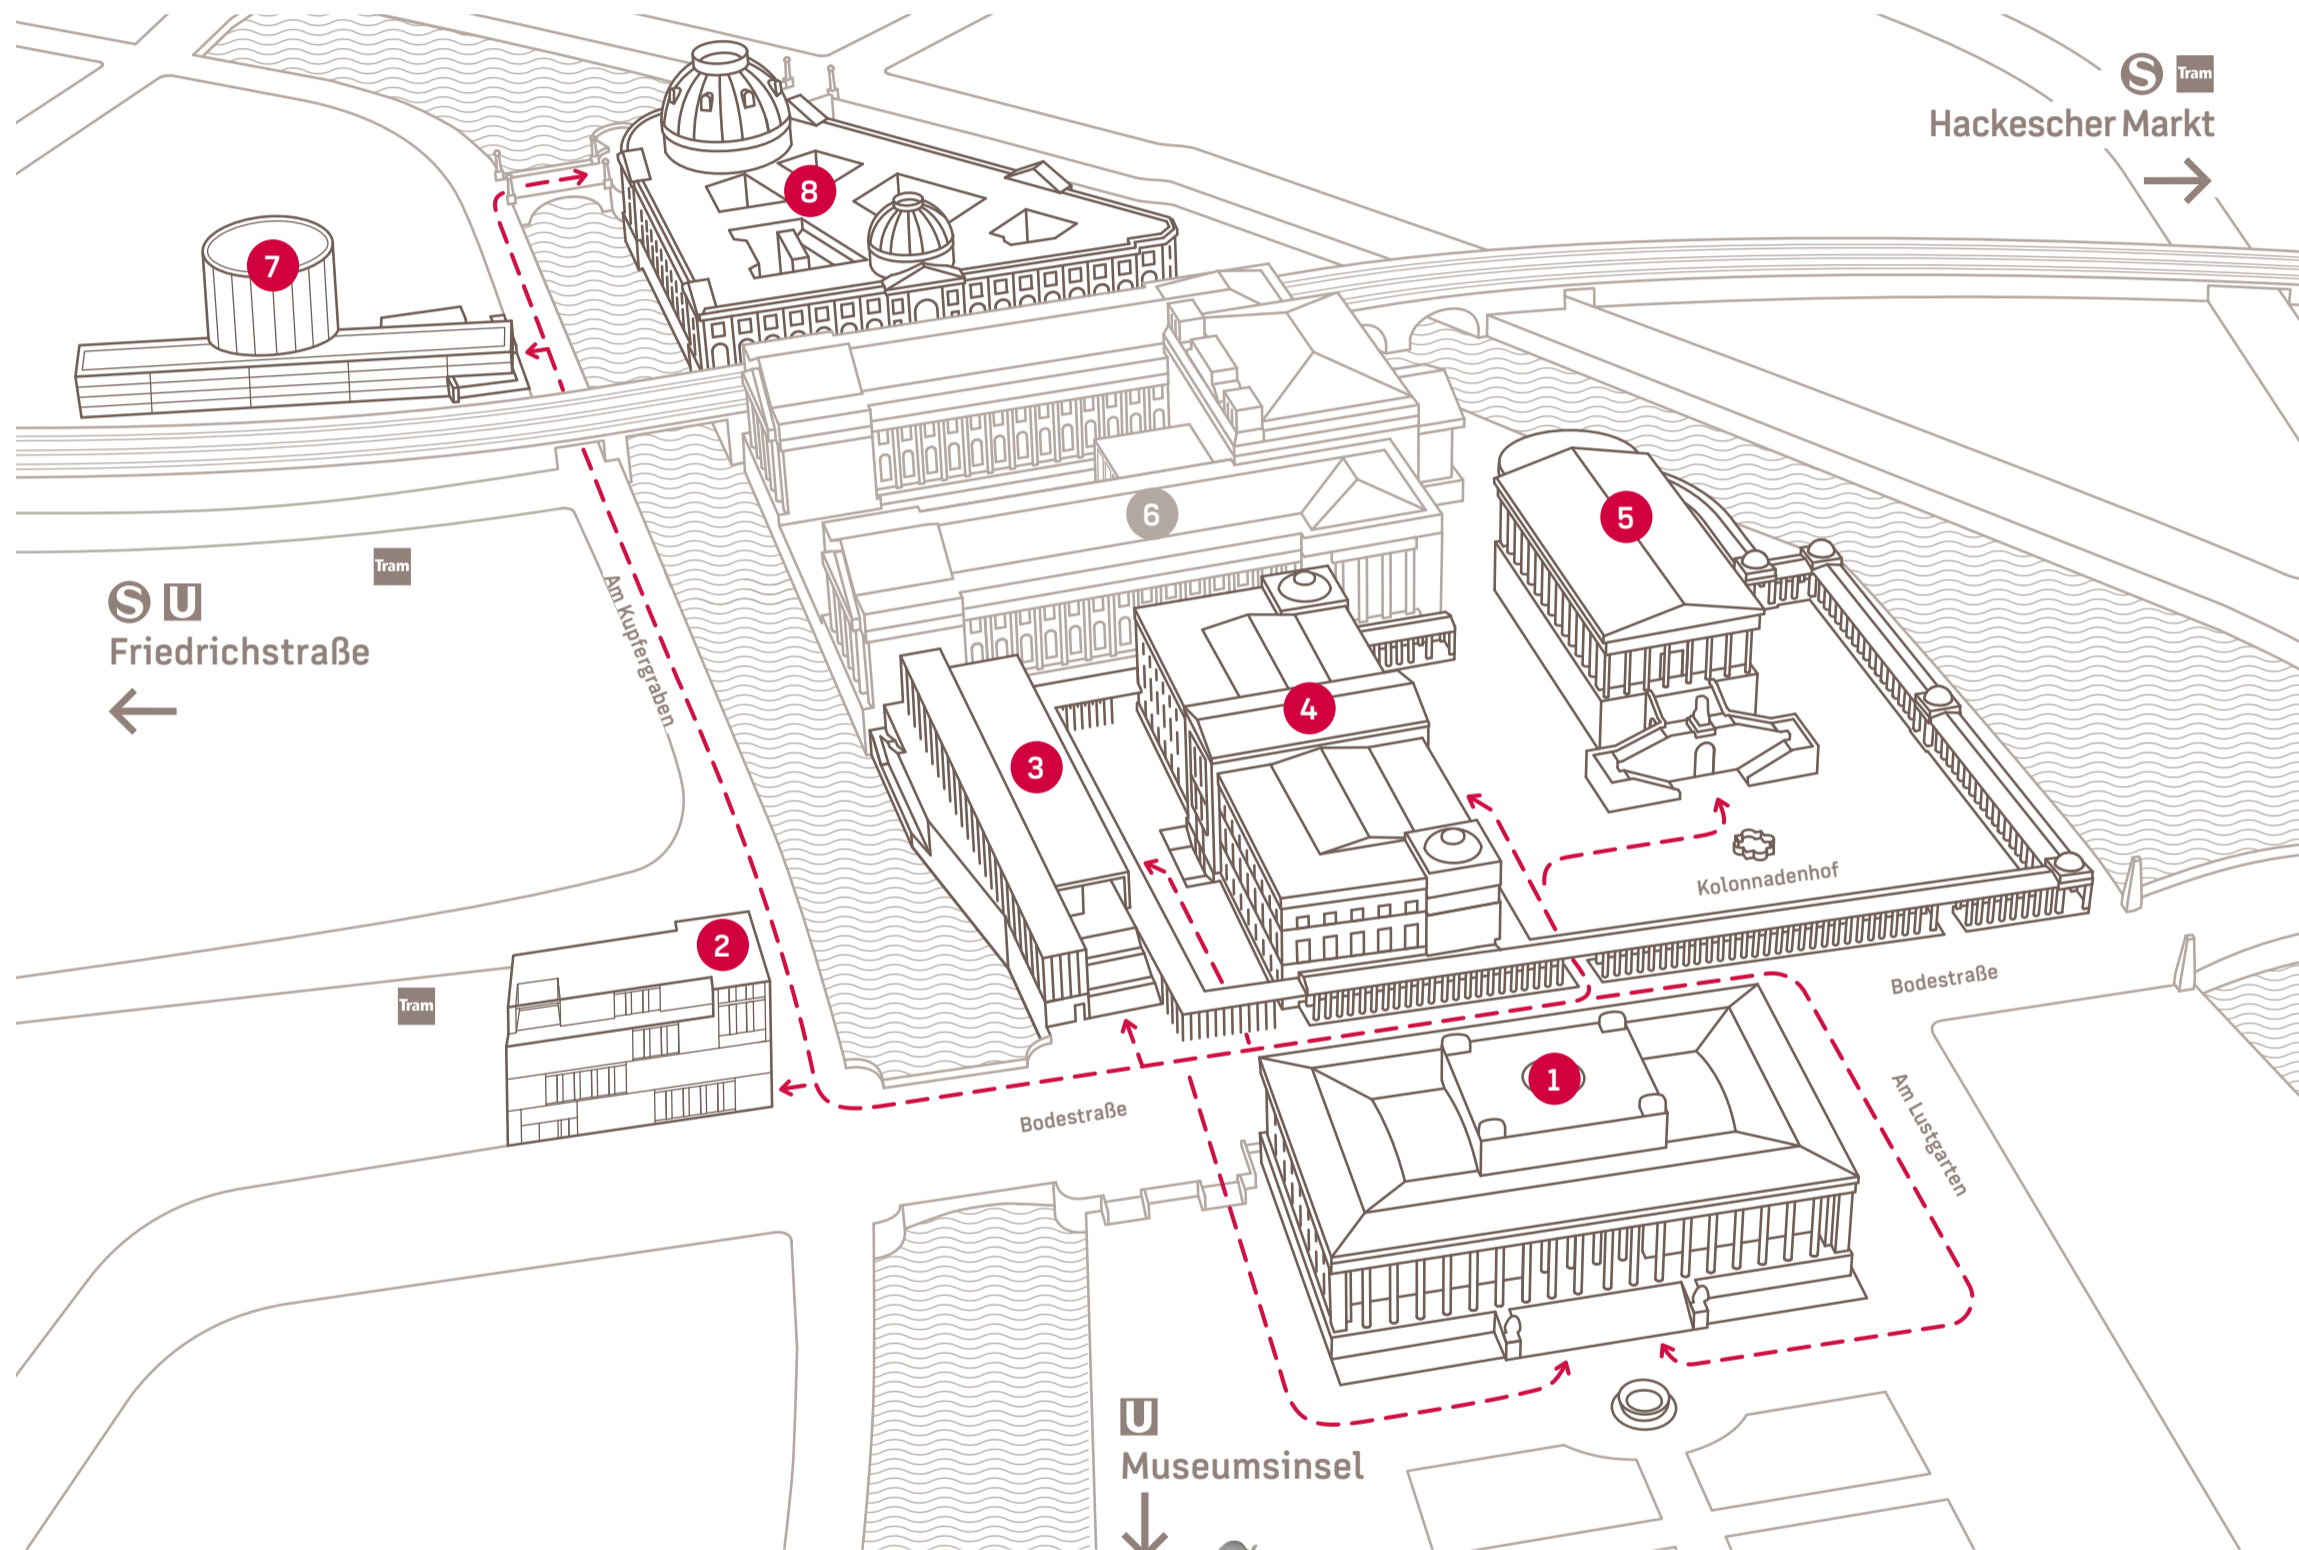 S Tram
Hackescher Markt
8
7
6
5
Tram
S U
Friedrichstraße
Am Kupfergraben
4
3
Kolonnadenhof
2
Bodestraße
Tram
1
Bodestraße
Am Lustgarten
U
Museumsinsel